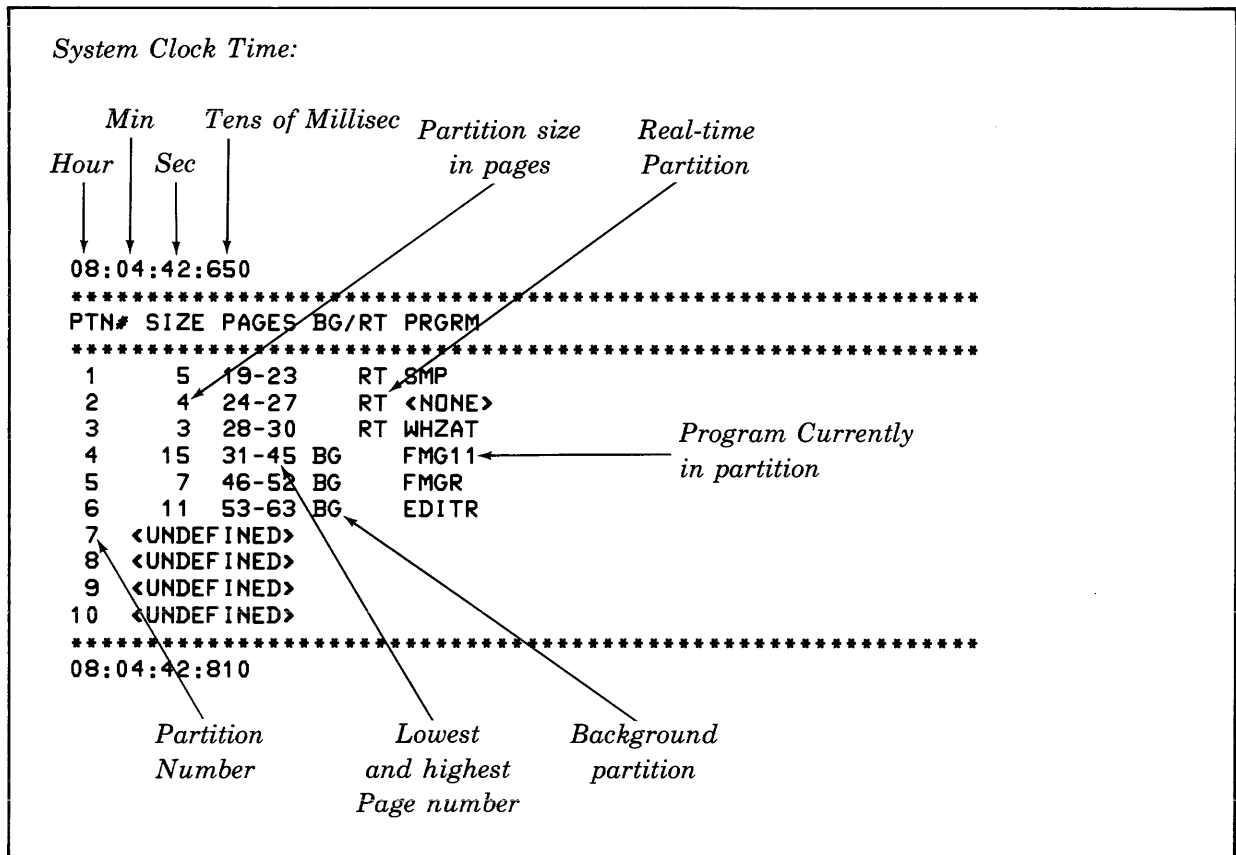 System Clock Time:
Min Tens of Millisec Partition size Real-time
Hour Sec in pages Partition
08:04:42:650
************************************************************
PTN# SIZE PAGES BG/RT PRGRM
************************************************************
1 5 19-23 RT SMP
2 4 24-27 RT <NONE>
3 3 28-30 RT WHZAT
4 15 31-45 BG FMG11
5 7 46-52 BG FMGR
6 11 53-63 BG EDITR
7 <UNDEFINED>
8 <UNDEFINED>
9 <UNDEFINED>
10 <UNDEFINED>
************************************************************
08:04:42:810
Program Currently
in partition
Partition Lowest Background
Number and highest partition
Page number